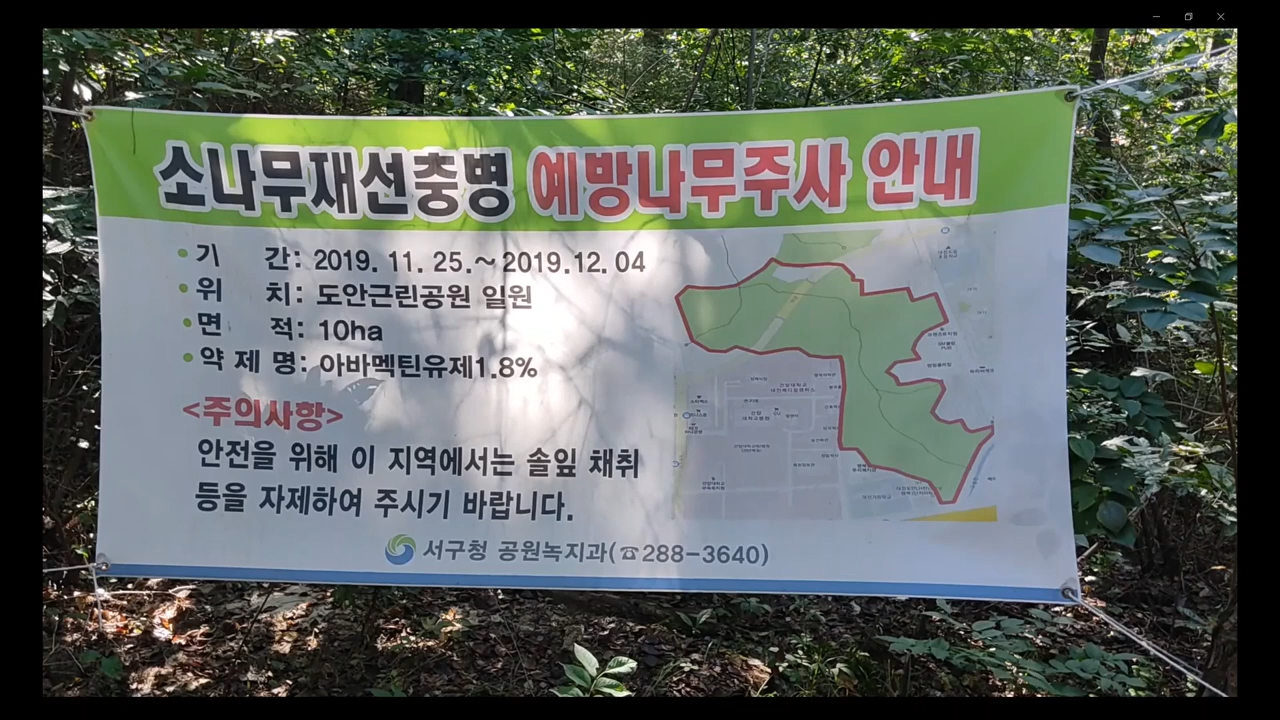 소나무재선충병 예방나무주사 안내
기 간: 2019. 11. 25.~2019.12. 04
위 치: 도안근린공원 일원
면 적: 10ha
약 제 명: 아바멕틴유제1.8%
<주의사항>
안전을 위해 이 지역에서는 솔잎 채취
등을 자제하여 주시기 바랍니다.
서구청 공원녹지과(☎288-3640)